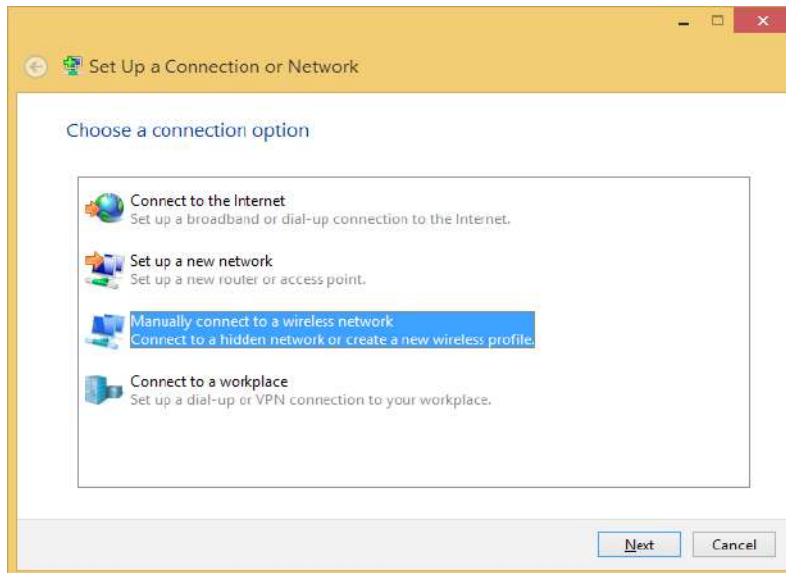 Set Up a Connection or Network
Choose a connection option
Connect to the Internet
Set up a broadband or dial-up connection to the Internet.
Set up a new network
Set up a new router or access point.
Manually connect to a wireless network
Connect to a hidden network or create a new wireless profile.
Connect to a workplace
Set up a dial-up or VPN connection to your workplace.
Next
Cancel